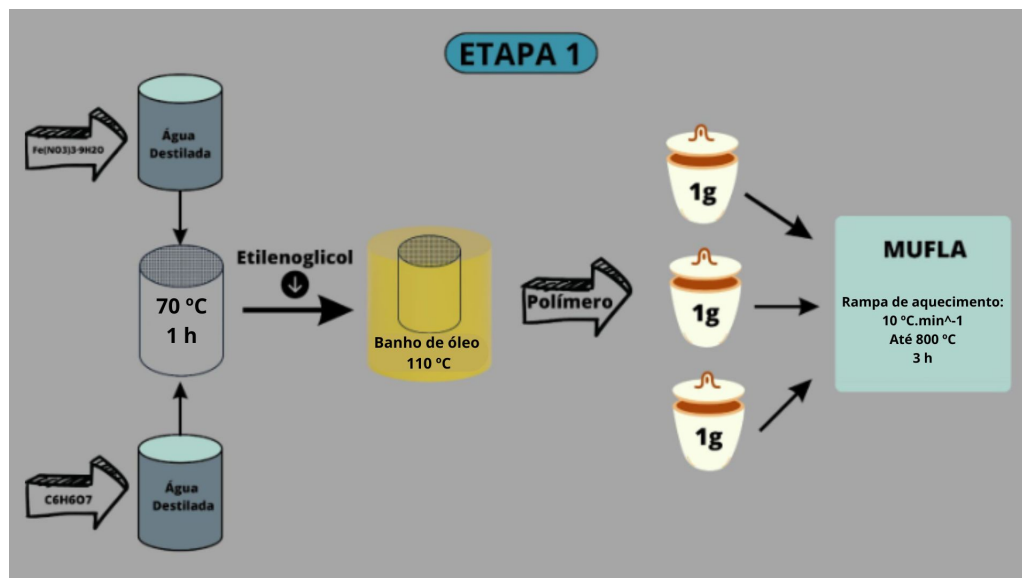 ETAPA 1
Fe(NO3)3·9H2O
Água
Destilada
70 ºC
1 h
C6H6O7
Água
Destilada
Etilenoglicol
Banho de óleo
110 ºC
Polímero
1g
1g
1g
MUFLA
Rampa de aquecimento:
10 ºC.min^-1
Até 800 ºC
3 h